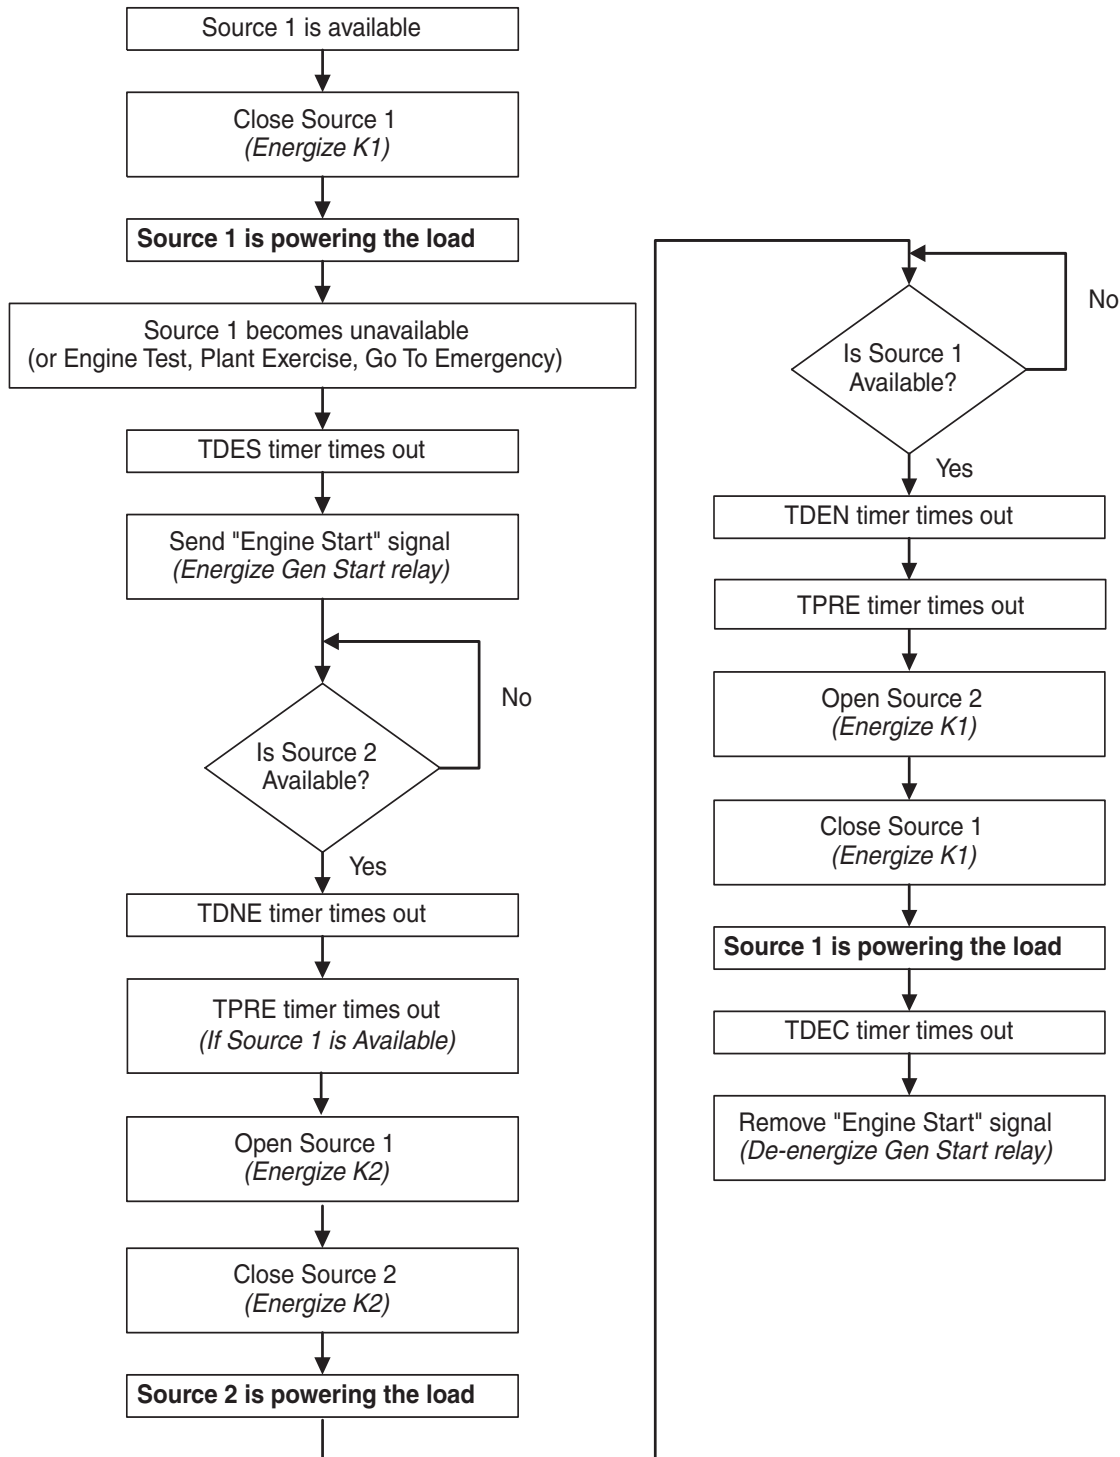 Source 1 is available
Close Source 1
(Energize K1)
Source 1 is powering the load
Source 1 becomes unavailable
(or Engine Test, Plant Exercise, Go To Emergency)
TDES timer times out
Send "Engine Start" signal
(Energize Gen Start relay)
No
Is Source 2
Available?
Yes
TDNE timer times out
TPRE timer times out
(If Source 1 is Available)
Open Source 1
(Energize K2)
Close Source 2
(Energize K2)
Source 2 is powering the load
No
Is Source 1
Available?
Yes
TDEN timer times out
TPRE timer times out
Open Source 2
(Energize K1)
Close Source 1
(Energize K1)
Source 1 is powering the load
TDEC timer times out
Remove "Engine Start" signal
(De-energize Gen Start relay)